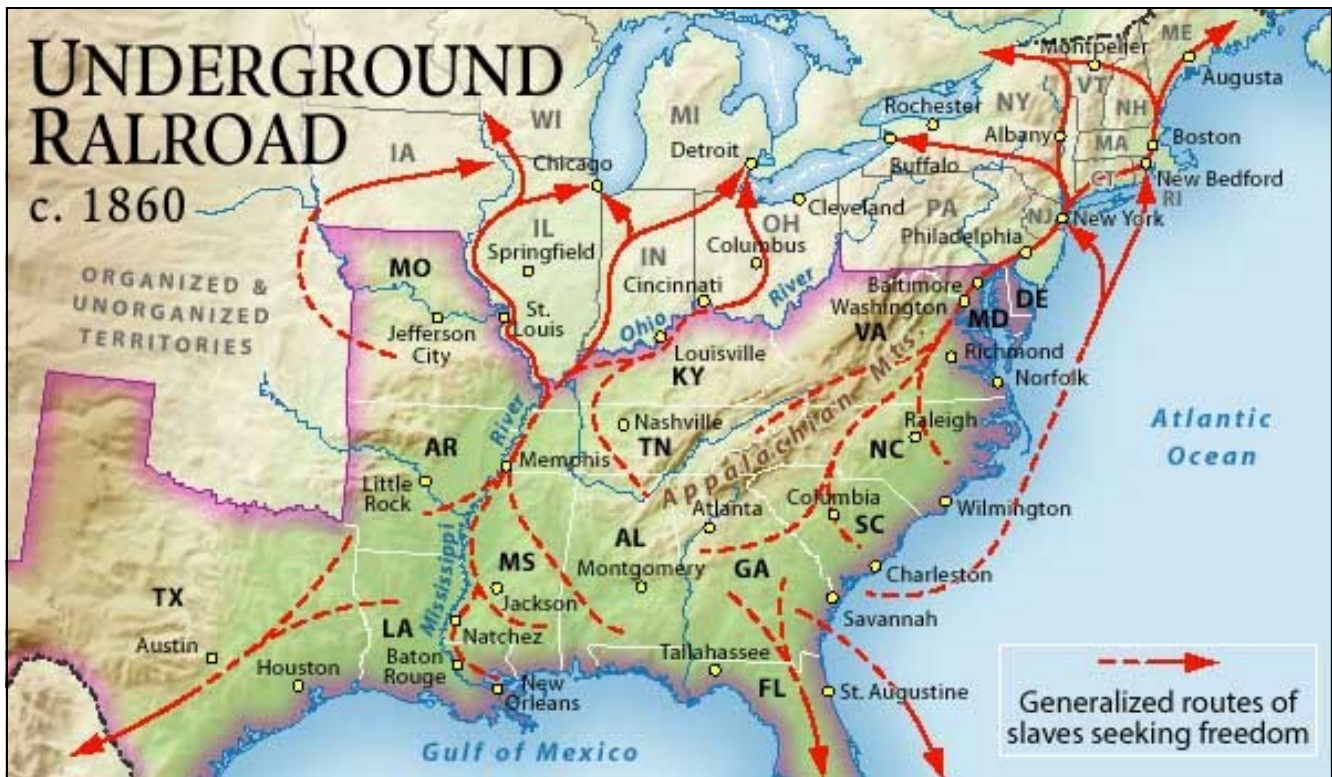 UNDERGROUND
RALROAD
c. 1860
ORGANIZED &
UNORGANIZED
TERRITORIES
IA
WI
MI
Chicago
Detroit
IL
Springfield
IN
OH
Columbus
Cleveland
Cincinnati
MO
Jefferson
City
St.
Louis
Ohio
River
Louisville
KY
Rochester
Buffalo
NY
Albany
Montpelier
VT
NH
ME
Augusta
MA
Boston
CT
New Bedford
RI
New York
NJ
PA
Philadelphia
Baltimore
Washington
DE
MD
VA
Richmond
Norfolk
Appalachian Mts
Raleigh
NC
Nashville
TN
River
Memphis
AR
Little
Rock
Mississippi
MS
Jackson
Natchez
AL
Montgomery
Atlanta
GA
Columbia
SC
Wilmington
Charleston
Savannah
Atlantic
Ocean
TX
Austin
Houston
LA
Baton
Rouge
New
Orleans
Tallahassee
FL
St. Augustine
Gulf of Mexico
Generalized routes of
slaves seeking freedom